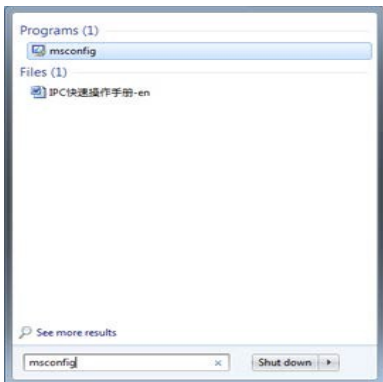 Programs (1)
msconfig
Files (1)
IPC快速操作手册-en
See more results
msconfig
Shut down